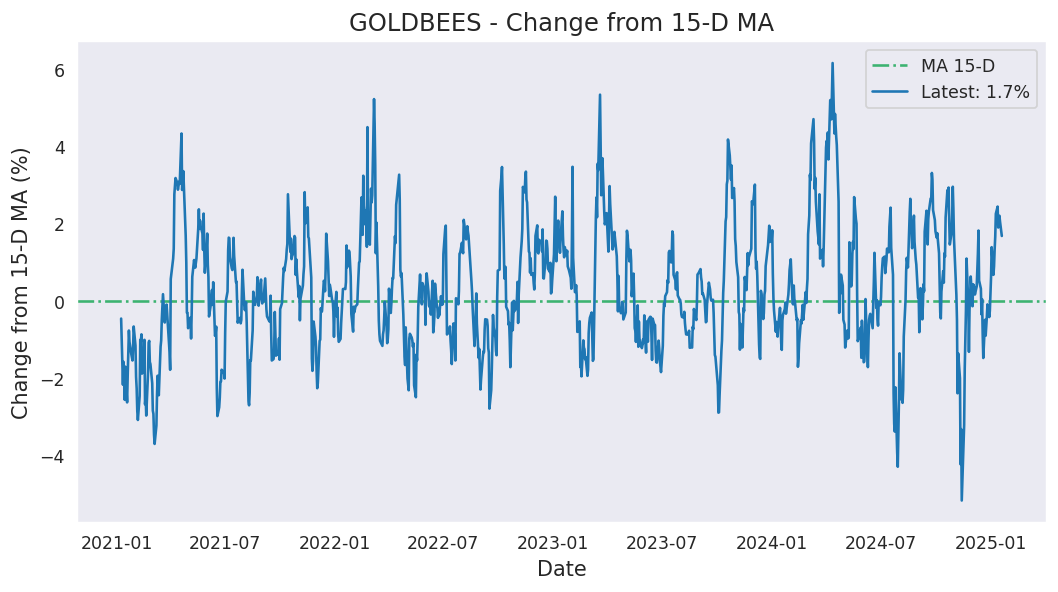 GOLDBEES - Change from 15-D MA
MA 15-D
Latest: 1.7%
Change from 15-D MA (%)
6
4
2
0
−2
−4
2021-01 2021-07 2022-01 2022-07 2023-01 2023-07 2024-01 2024-07 2025-01
Date